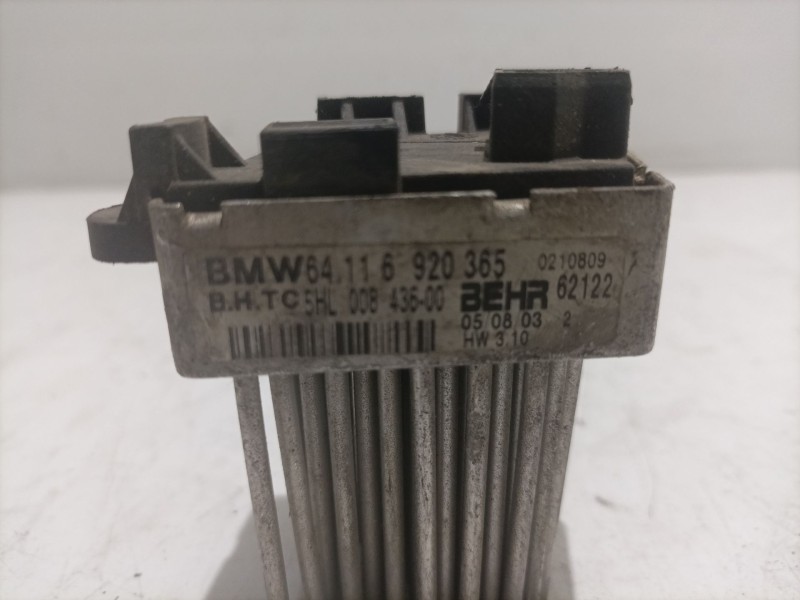 BMW 64.11 6 920 365 0210809
B.H.TC 5HL 008 436-00 BEHR 62122
05 08 03 2
HW 3.10